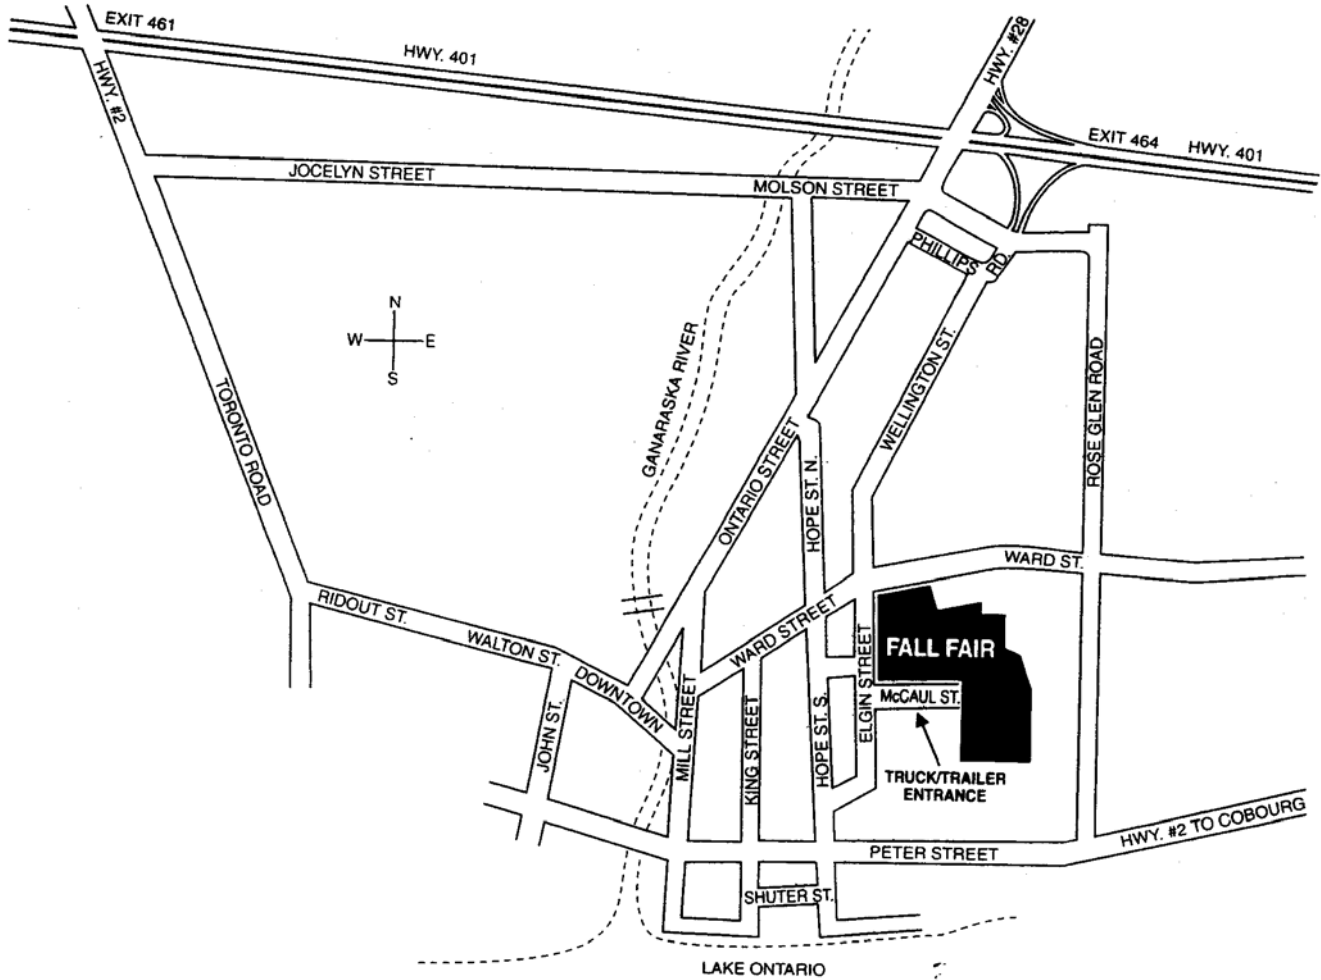 EXIT 461
HWY. 401
HWY. #28
HWY. #2
EXIT 464
HWY. 401
JOCELYN STREET
MOLSON STREET
PHILLIPS RD.
N
W E
S
GANARASKA RIVER
WELLINGTON ST.
ROSE GLEN ROAD
TORONTO ROAD
ONTARIO STREET
HOPE ST. N.
WARD ST.
RIDOUT ST.
WALTON ST.
DOWNTOWN
WARD STREET
FALL FAIR
ELGIN STREET
McCAUL ST.
JOHN ST.
MILL STREET
KING STREET
HOPE ST. S.
TRUCK/TRAILER
ENTRANCE
HWY. #2 TO COBOURG
PETER STREET
SHUTER ST.
LAKE ONTARIO